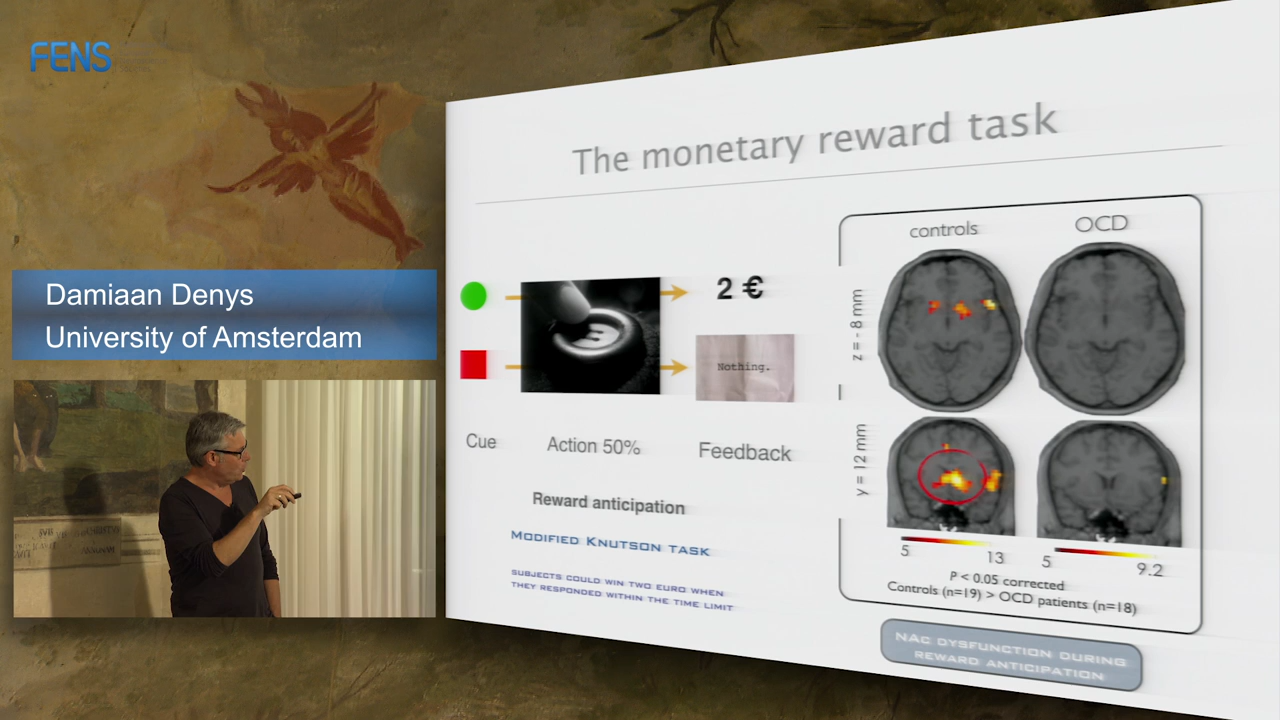 FENS
Damiaan Denys
University of Amsterdam
The monetary reward task
2 €
Nothing.
Cue
Action 50%
Feedback
Reward anticipation
MODIFIED KNUTSON TASK
SUBJECTS COULD WIN TWO EURO WHEN
THEY RESPONDED WITHIN THE TIME LIMIT
controls
OCD
z = - 8 mm
y = 12 mm
5
13
5
9.2
P < 0.05 corrected
Controls (n=19) > OCD patients (n=18)
NAC DYSFUNCTION DURING
REWARD ANTICIPATION